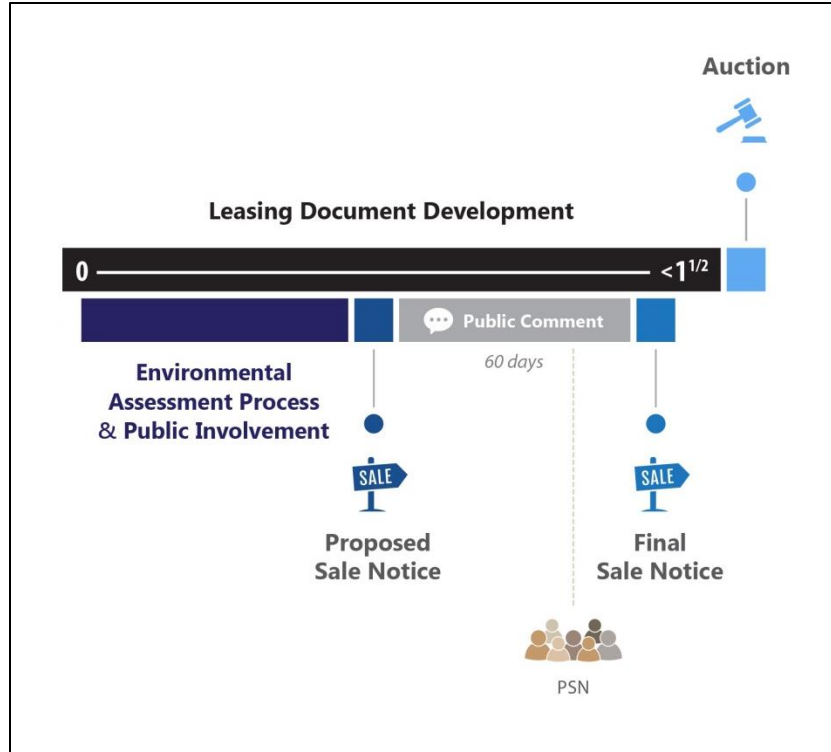 Auction
Leasing Document Development
0 <1 1/2
Public Comment
60 days
Environmental
Assessment Process
& Public Involvement
SALE
SALE
Proposed
Sale Notice
Final
Sale Notice
PSN